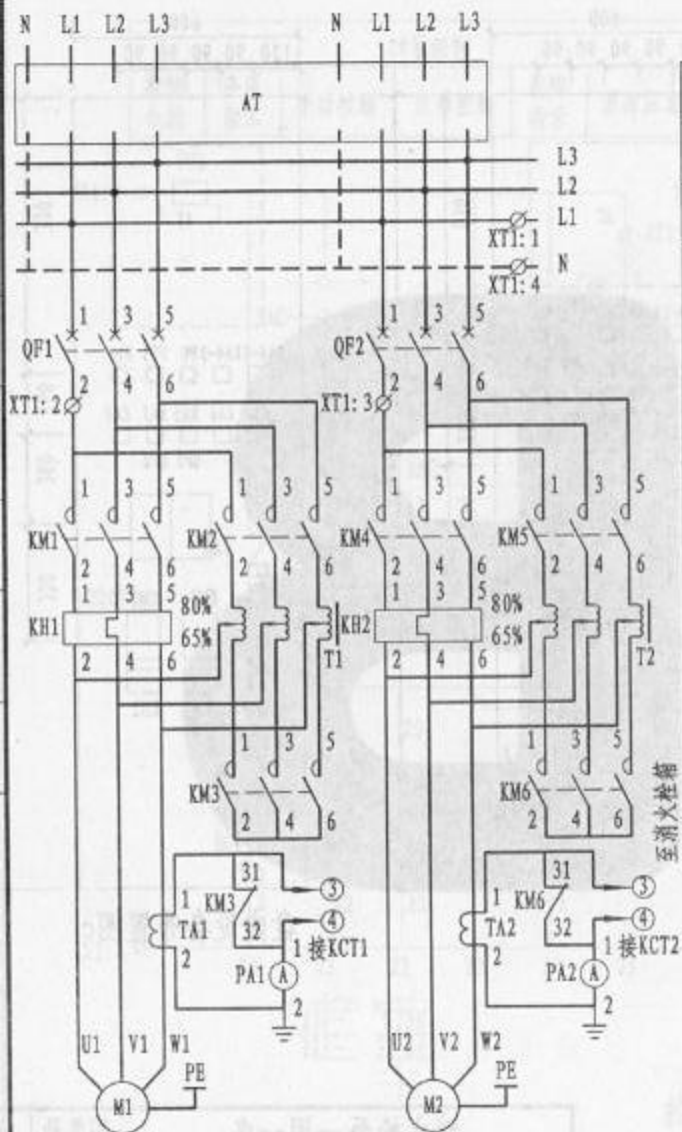 N L1 L2 L3 N L1 L2 L3
AT
L3
L2
L1
XT1: 1
N
XT1: 4
1 3 5 1 3 5
QF1 QF2
2 4 6 2 4 6
XT1: 2 XT1: 3
1 3 5 1 3 5 1 3 5 1 3 5
KM1 KM2 KM4 KM5
2 4 6 2 4 6 2 4 6 2 4 6
1 3 5 80% 1 3 5 80%
KH1 KH2
65% 65%
2 4 6 T1 2 4 6 T2
1 3 5 1 3 5
KM3 KM6
2 4 6 2 4 6
至消火栓箱
31 ③ 31 ③
1 KM3 1 KM6
④ ④
TA1 32 TA2 32
1 接KCT1 1 接KCT2
2 PA1 A 2 PA2 A
2 2
U1 V1 W1 U2 V2 W2
PE PE
M1 M2